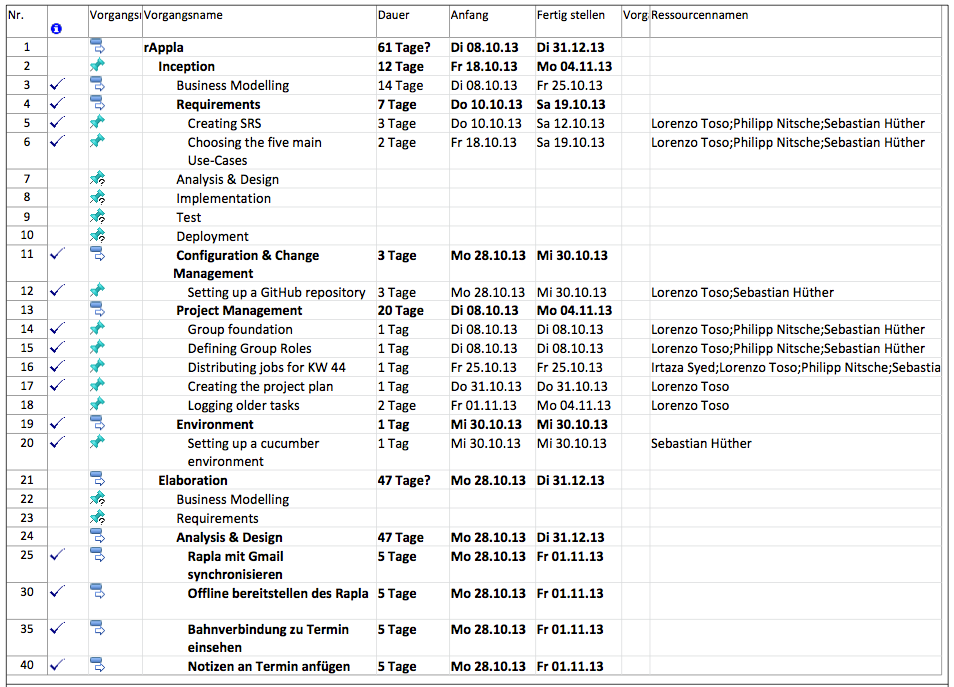 Nr. Vorgangsı Vorgangsname Dauer Anfang Fertig stellen Vorg Ressourcennamen
1 rAppla 61 Tage? Di 08.10.13 Di 31.12.13
2 Inception 12 Tage Fr 18.10.13 Mo 04.11.13
3 Business Modelling 14 Tage Di 08.10.13 Fr 25.10.13
4 Requirements 7 Tage Do 10.10.13 Sa 19.10.13
5 Creating SRS 3 Tage Do 10.10.13 Sa 12.10.13 Lorenzo Toso;Philipp Nitsche;Sebastian Hüther
6 Choosing the five main 2 Tage Fr 18.10.13 Sa 19.10.13 Lorenzo Toso;Philipp Nitsche;Sebastian Hüther
Use-Cases
7 Analysis & Design
8 Implementation
9 Test
10 Deployment
11 Configuration & Change 3 Tage Mo 28.10.13 Mi 30.10.13
Management
12 Setting up a GitHub repository 3 Tage Mo 28.10.13 Mi 30.10.13 Lorenzo Toso;Sebastian Hüther
13 Project Management 20 Tage Di 08.10.13 Mo 04.11.13
14 Group foundation 1 Tag Di 08.10.13 Di 08.10.13 Lorenzo Toso;Philipp Nitsche;Sebastian Hüther
15 Defining Group Roles 1 Tag Di 08.10.13 Di 08.10.13 Lorenzo Toso;Philipp Nitsche;Sebastian Hüther
16 Distributing jobs for KW 44 1 Tag Fr 25.10.13 Fr 25.10.13 Irtaza Syed;Lorenzo Toso;Philipp Nitsche;Sebastia
17 Creating the project plan 1 Tag Do 31.10.13 Do 31.10.13 Lorenzo Toso
18 Logging older tasks 2 Tage Fr 01.11.13 Mo 04.11.13 Lorenzo Toso
19 Environment 1 Tag Mi 30.10.13 Mi 30.10.13
20 Setting up a cucumber 1 Tag Mi 30.10.13 Mi 30.10.13 Sebastian Hüther
environment
21 Elaboration 47 Tage? Mo 28.10.13 Di 31.12.13
22 Business Modelling
23 Requirements
24 Analysis & Design 47 Tage Mo 28.10.13 Di 31.12.13
25 Rapla mit Gmail 5 Tage Mo 28.10.13 Fr 01.11.13
synchronisieren
30 Offline bereitstellen des Rapla 5 Tage Mo 28.10.13 Fr 01.11.13
35 Bahnverbindung zu Termin 5 Tage Mo 28.10.13 Fr 01.11.13
einsehen
40 Notizen an Termin anfügen 5 Tage Mo 28.10.13 Fr 01.11.13